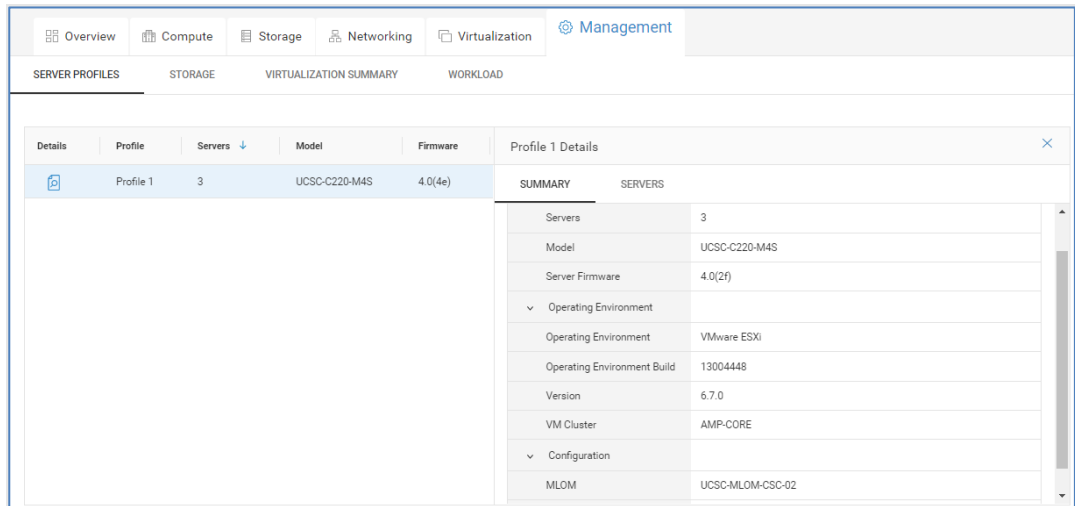 Overview Compute Storage Networking Virtualization Management
SERVER PROFILES STORAGE VIRTUALIZATION SUMMARY WORKLOAD
Details Profile Servers Model Firmware
Profile 1 3 UCSC-C220-M4S 4.0(4e)
Profile 1 Details
SUMMARY SERVERS
Servers 3
Model UCSC-C220-M4S
Server Firmware 4.0(2f)
Operating Environment
Operating Environment VMware ESXi
Operating Environment Build 13004448
Version 6.7.0
VM Cluster AMP-CORE
Configuration
MLOM UCSC-MLOM-CSC-02